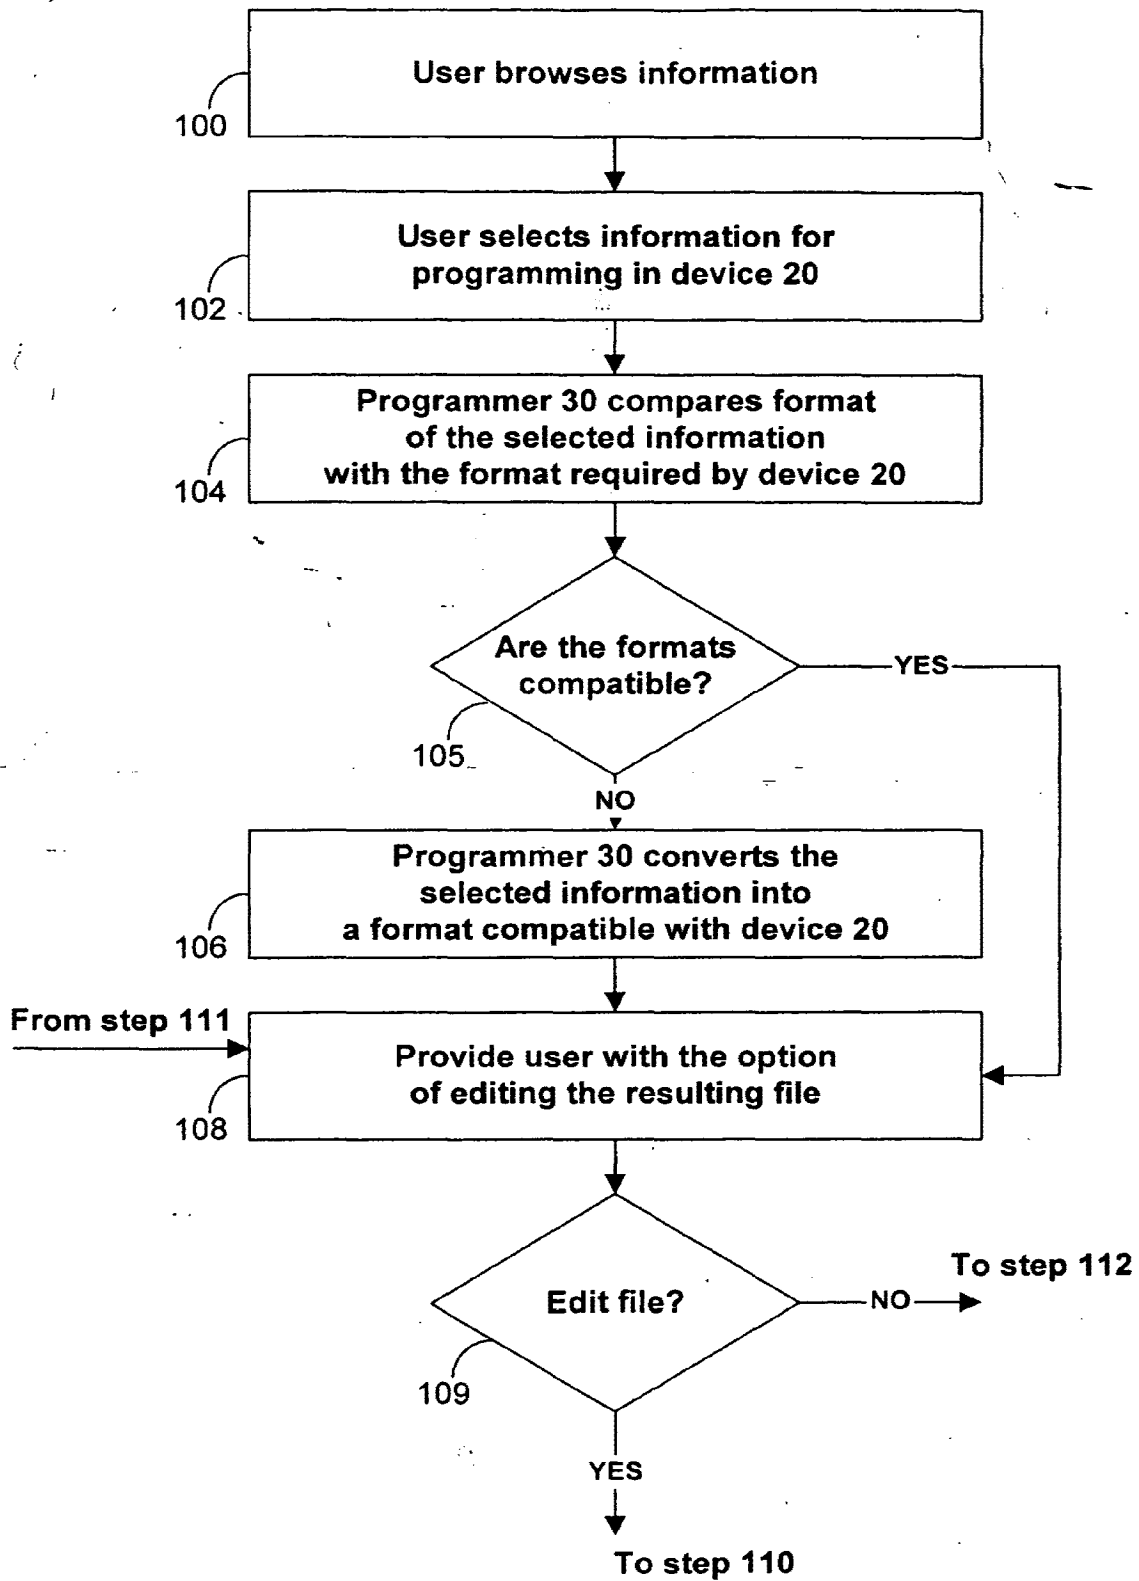 User browses information
100
User selects information for
programming in device 20
102
Programmer 30 compares format
of the selected information
with the format required by device 20
104
Are the formats
compatible?
YES
105
NO
Programmer 30 converts the
selected information into
a format compatible with device 20
106
From step 111
Provide user with the option
of editing the resulting file
108
To step 112
Edit file?
NO
109
YES
To step 110